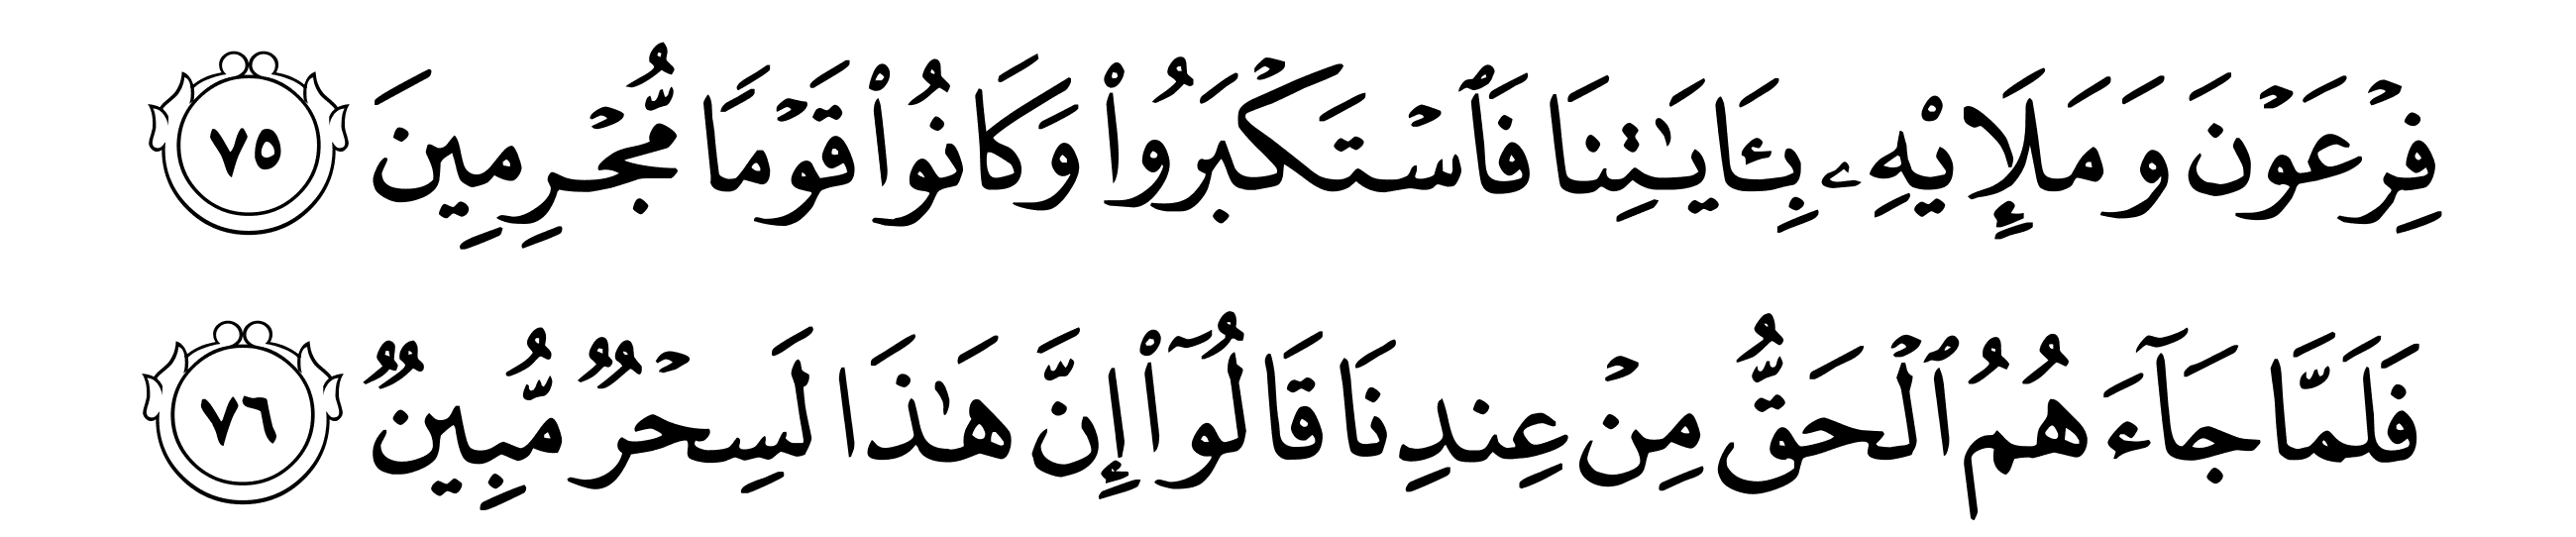 فِرْعَوْنَ وَمَلَإِيْهِۦ بِـَٔايَٰتِنَا فَٱسْتَكْبَرُوا۟ وَكَانُوا۟ قَوْمًا مُّجْرِمِينَ ٧٥
فَلَمَّا جَآءَهُمُ ٱلْحَقُّ مِنْ عِندِنَا قَالُوٓا۟ إِنَّ هَٰذَا لَسِحْرٌ مُّبِينٌ ٧٦